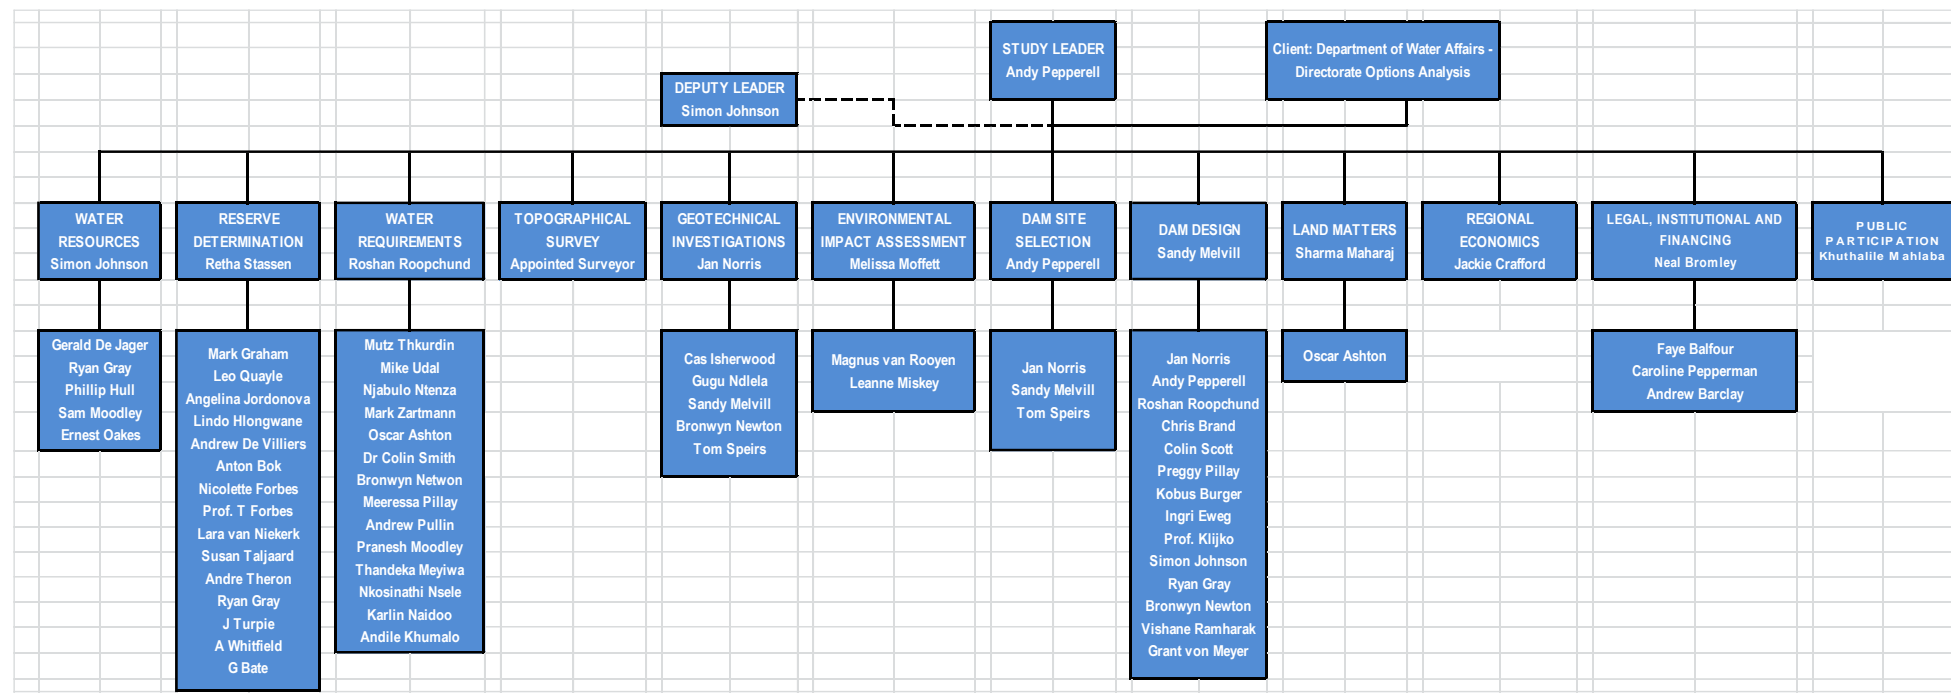 STUDY LEADER
Andy Pepperell
Client: Department of Water Affairs -
Directorate Options Analysis
DEPUTY LEADER
Simon Johnson
WATER
RESOURCES
Simon Johnson
RESERVE
DETERMINATION
Retha Stassen
WATER
REQUIREMENTS
Roshan Roopchund
TOPOGRAPHICAL
SURVEY
Appointed Surveyor
GEOTECHNICAL
INVESTIGATIONS
Jan Norris
ENVIRONMENTAL
IMPACT ASSESSMENT
Melissa Moffett
DAM SITE
SELECTION
Andy Pepperell
DAM DESIGN
Sandy Melvill
LAND MATTERS
Sharma Maharaj
REGIONAL
ECONOMICS
Jackie Crafford
LEGAL, INSTITUTIONAL AND
FINANCING
Neal Bromley
PUBLIC
PARTICIPATION
Khuthalile Mahlaba
Gerald De Jager
Ryan Gray
Phillip Hull
Sam Moodley
Ernest Oakes
Mark Graham
Leo Quayle
Angelina Jordonova
Lindo Hlongwane
Andrew De Villiers
Anton Bok
Nicolette Forbes
Prof. T Forbes
Lara van Niekerk
Susan Taljaard
Andre Theron
Ryan Gray
J Turpie
A Whitfield
G Bate
Mutz Thkurdin
Mike Udal
Njabulo Ntenza
Mark Zartmann
Oscar Ashton
Dr Colin Smith
Bronwyn Netwon
Meeressa Pillay
Andrew Pullin
Pranesh Moodley
Thandeka Meyiwa
Nkosinathi Nsele
Karlin Naidoo
Andile Khumalo
Cas Isherwood
Gugu Ndlela
Sandy Melvill
Bronwyn Newton
Tom Speirs
Magnus van Rooyen
Leanne Miskey
Jan Norris
Sandy Melvill
Tom Speirs
Jan Norris
Andy Pepperell
Roshan Roopchund
Chris Brand
Colin Scott
Preggy Pillay
Kobus Burger
Ingri Eweg
Prof. Klijko
Simon Johnson
Ryan Gray
Bronwyn Newton
Vishane Ramharak
Grant von Meyer
Oscar Ashton
Faye Balfour
Caroline Pepperman
Andrew Barclay